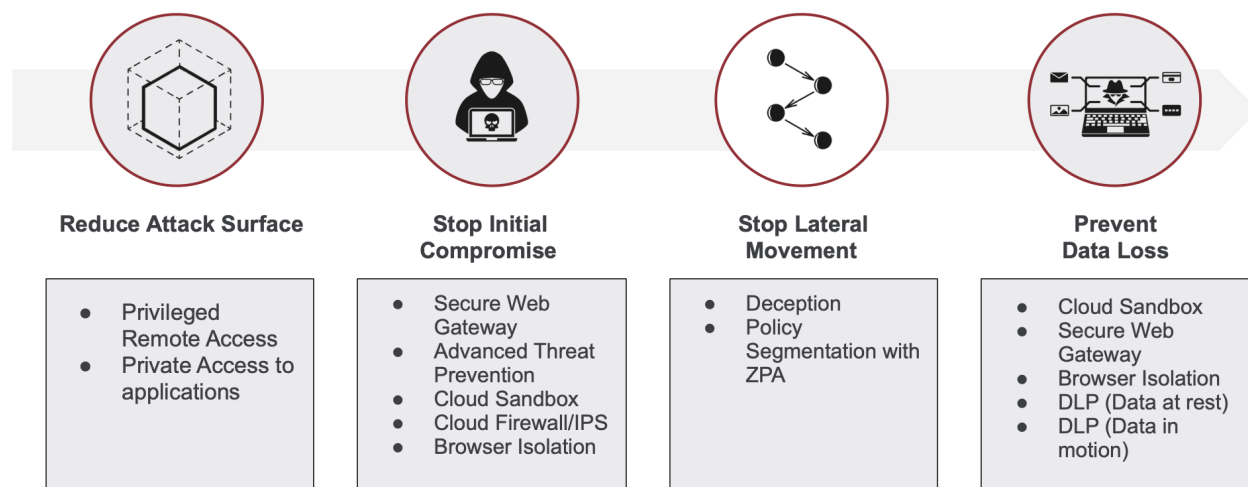 Reduce Attack Surface
Stop Initial
Compromise
Stop Lateral
Movement
Prevent
Data Loss
● Privileged
Remote Access
● Private Access to
applications
● Secure Web
Gateway
● Advanced Threat
Prevention
● Cloud Sandbox
● Cloud Firewall/IPS
● Browser Isolation
● Deception
● Policy
Segmentation with
ZPA
● Cloud Sandbox
● Secure Web
Gateway
● Browser Isolation
● DLP (Data at rest)
● DLP (Data in
motion)